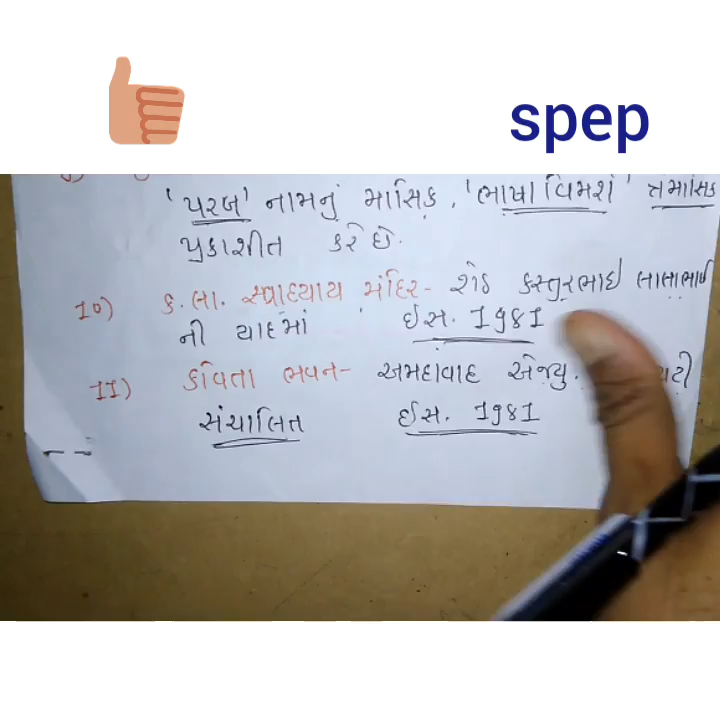 spep
'પરબ' નામનું માસિક, 'ભાષા વિમર્શ' ત્રમાસિક
પ્રકાશીત કરે છે.
10) ક. લા. સ્વાધ્યાય મંદિર- શેઠ કસ્તુરભાઇ લાલાભાઇ
ની યાદમાં ઈસ. 1981
11) કવિતા ભવન- અમદાવાદ એજ્યુ.
સંચાલિત ઈસ. 1981